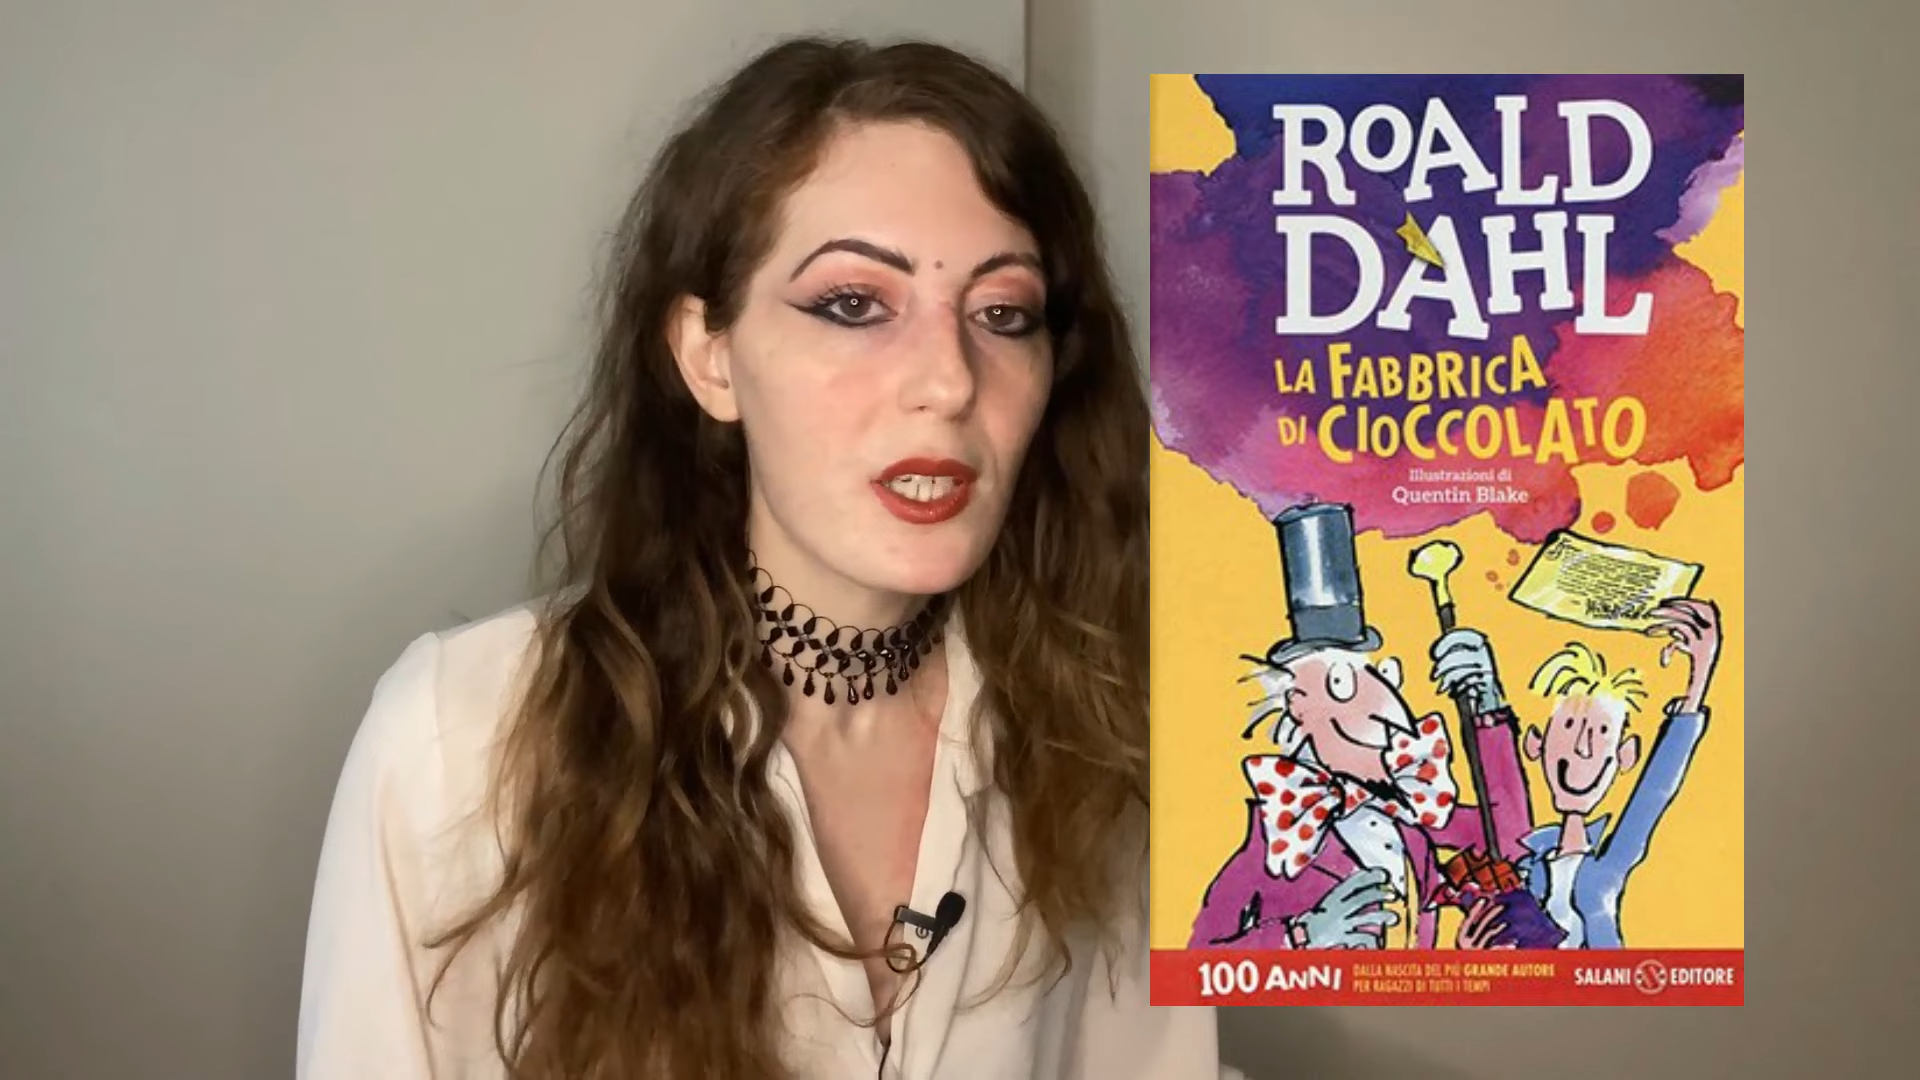 ROALD
DAHL
LA FABBRICA
DI CIOCCOLATO
Illustrazioni di
Quentin Blake
100 ANNI
DALLA NASCITA DEL PIÙ GRANDE AUTORE
PER RAGAZZI DI TUTTI I TEMPI
SALANI EDITORE